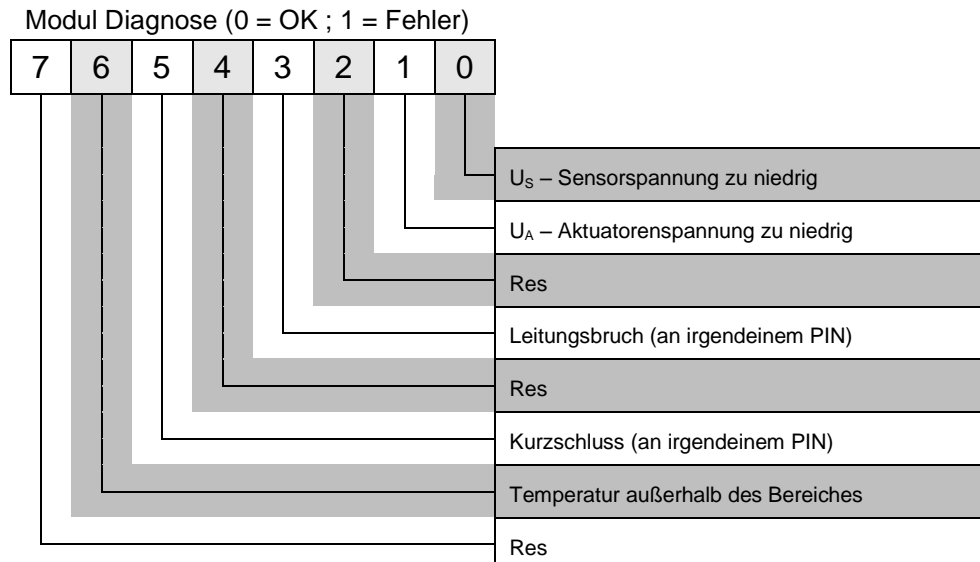 Modul Diagnose (0 = OK ; 1 = Fehler)
7 6 5 4 3 2 1 0
US – Sensorspannung zu niedrig
UA – Aktuatorenspannung zu niedrig
Res
Leitungsbruch (an irgendeinem PIN)
Res
Kurzschluss (an irgendeinem PIN)
Temperatur außerhalb des Bereiches
Res